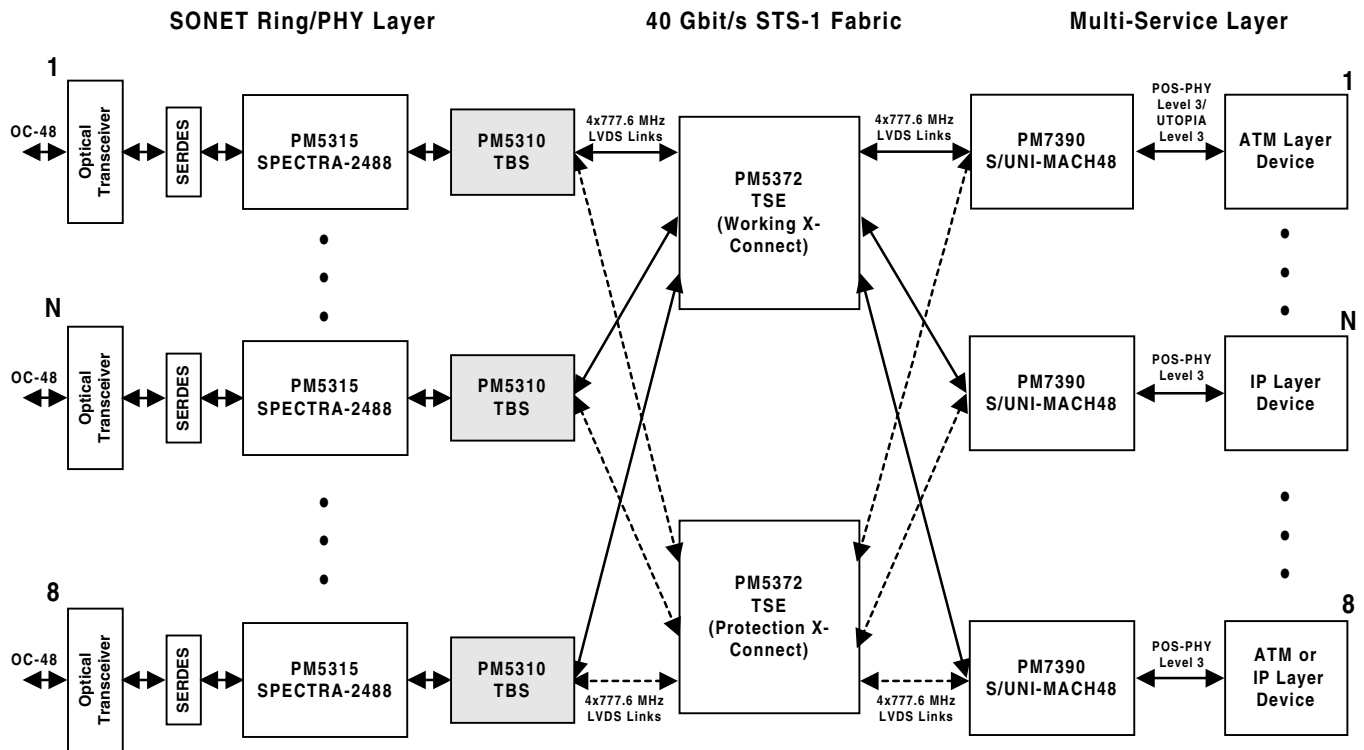 SONET Ring/PHY Layer
40 Gbit/s STS-1 Fabric
Multi-Service Layer
1
OC-48
Optical
Transceiver
SERDES
PM5315
SPECTRA-2488
PM5310
TBS
4x777.6 MHz
LVDS Links
PM5372
TSE
(Working X-
Connect)
4x777.6 MHz
LVDS Links
PM7390
S/UNI-MACH48
POS-PHY
Level 3/
UTOPIA
Level 3
1
ATM Layer
Device
N
OC-48
Optical
Transceiver
SERDES
PM5315
SPECTRA-2488
PM5310
TBS
PM7390
S/UNI-MACH48
POS-PHY
Level 3
N
IP Layer
Device
8
OC-48
Optical
Transceiver
SERDES
PM5315
SPECTRA-2488
PM5310
TBS
4x777.6 MHz
LVDS Links
PM5372
TSE
(Protection X-
Connect)
4x777.6 MHz
LVDS Links
PM7390
S/UNI-MACH48
POS-PHY
Level 3
8
ATM or
IP Layer
Device